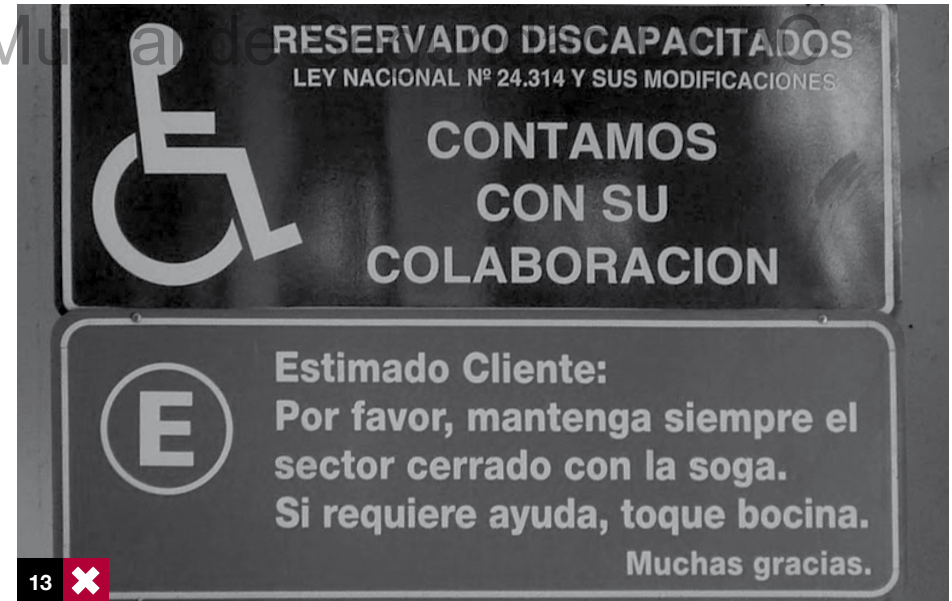 RESERVADO DISCAPACITADOS
LEY NACIONAL Nº 24.314 Y SUS MODIFICACIONES
CONTAMOS
CON SU
COLABORACION
E
Estimado Cliente:
Por favor, mantenga siempre el
sector cerrado con la soga.
Si requiere ayuda, toque bocina.
Muchas gracias.
13